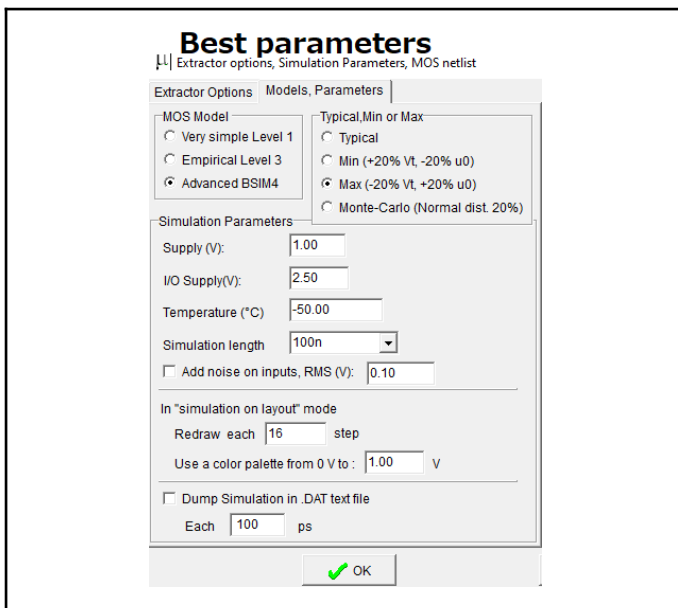 Best parameters
µ Extractor options, Simulation Parameters, MOS netlist
Extractor Options Models, Parameters
MOS Model
Very simple Level 1
Empirical Level 3
Advanced BSIM4
Typical,Min or Max
Typical
Min (+20% Vt, -20% u0)
Max (-20% Vt, +20% u0)
Monte-Carlo (Normal dist. 20%)
Simulation Parameters
Supply (V): 1.00
I/O Supply(V): 2.50
Temperature (°C) -50.00
Simulation length 100n
Add noise on inputs, RMS (V): 0.10
In "simulation on layout" mode
Redraw each 16 step
Use a color palette from 0 V to : 1.00 V
Dump Simulation in .DAT text file
Each 100 ps
OK